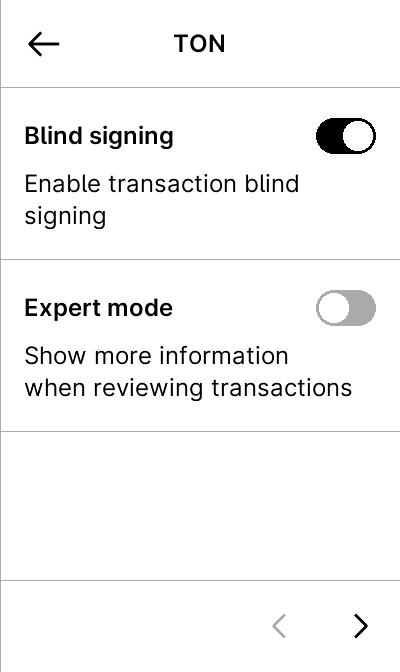 TON
Blind signing
Enable transaction blind
signing
Expert mode
Show more information
when reviewing transactions